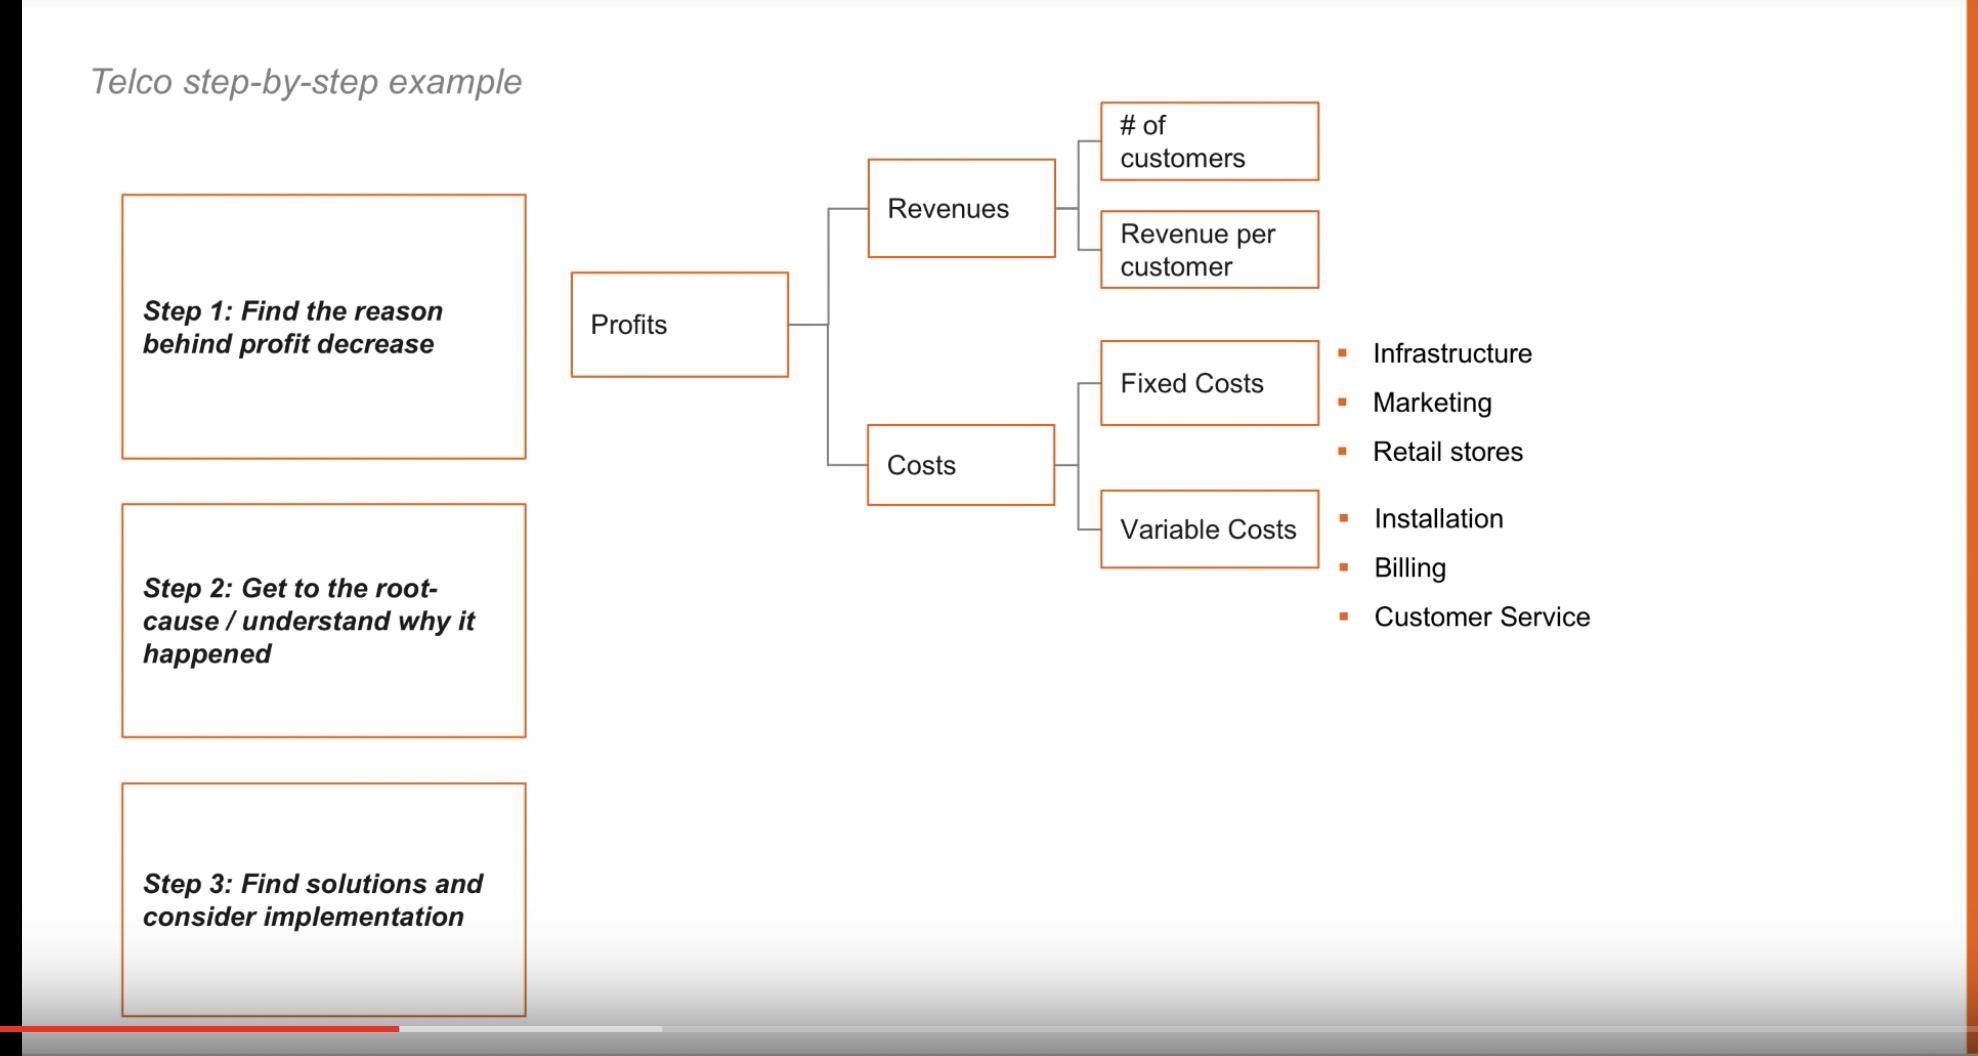 Telco step-by-step example
Step 1: Find the reason
behind profit decrease
Step 2: Get to the root-
cause / understand why it
happened
Step 3: Find solutions and
consider implementation
Profits
Revenues
# of
customers
Revenue per
customer
Costs
Fixed Costs
Infrastructure
Marketing
Retail stores
Variable Costs
Installation
Billing
Customer Service